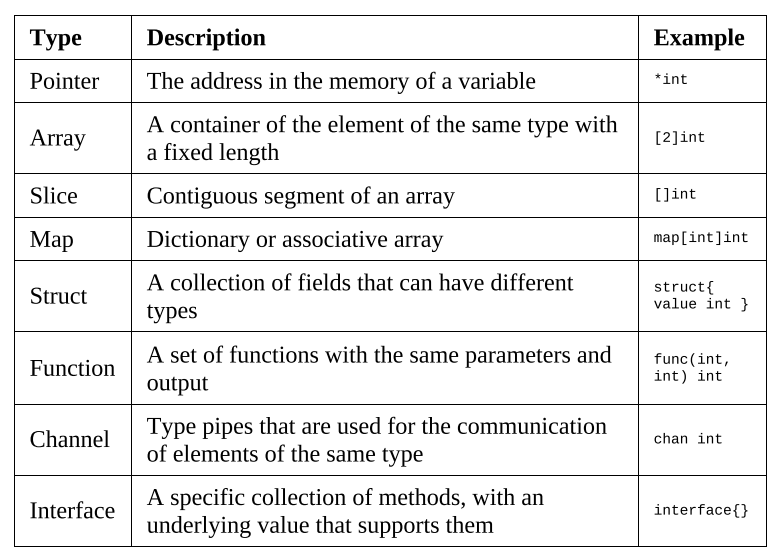 Type Description Example
Pointer The address in the memory of a variable *int
Array A container of the element of the same type with a fixed length [2]int
Slice Contiguous segment of an array []int
Map Dictionary or associative array map[int]int
Struct A collection of fields that can have different types struct{ value int }
Function A set of functions with the same parameters and output func(int, int) int
Channel Type pipes that are used for the communication of elements of the same type chan int
Interface A specific collection of methods, with an underlying value that supports them interface{}